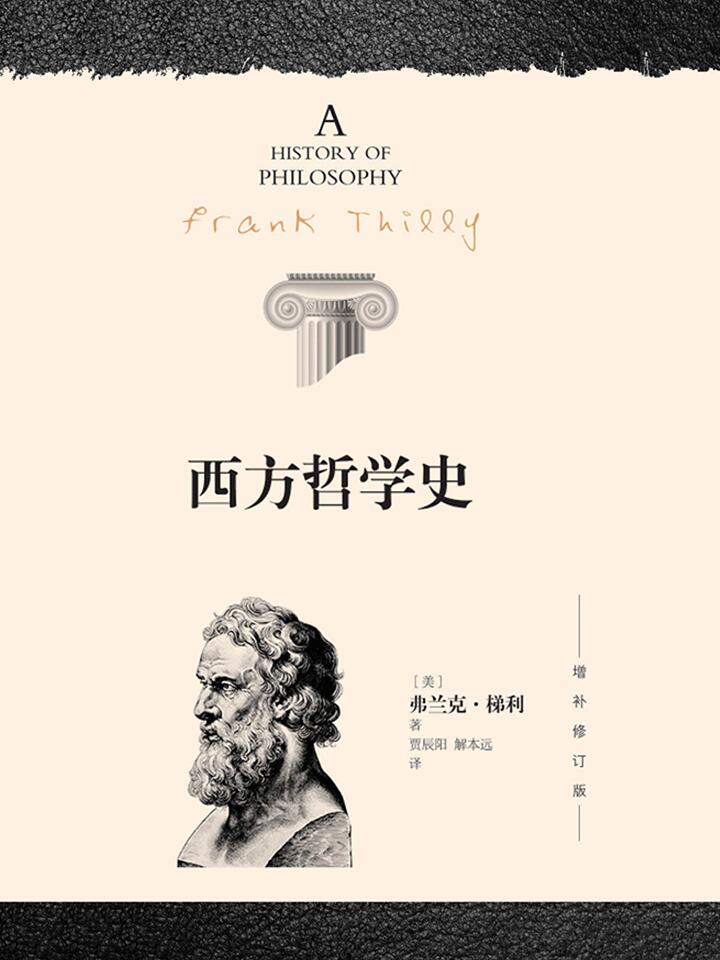 A
HISTORY OF
PHILOSOPHY
Frank Thilly
西方哲学史
[美]
弗兰克·梯利
著
贾辰阳 解本远
译
增补修订版